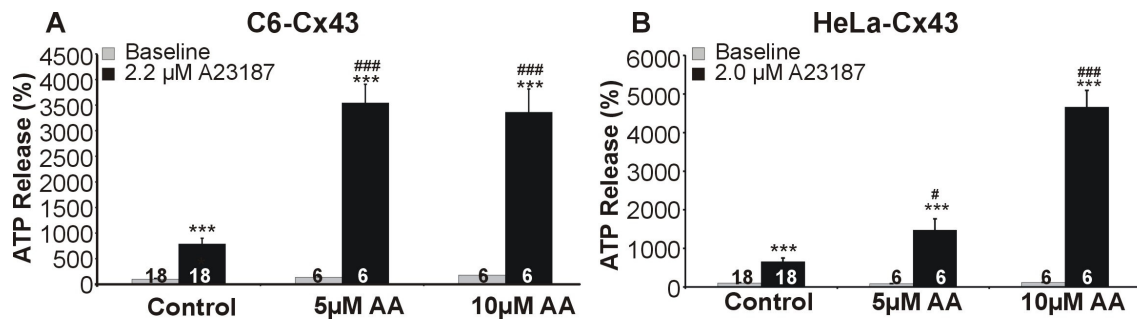 A
C6-Cx43
Baseline
2.2 µM A23187
ATP Release (%)
4500
4000
3500
3000
2500
2000
1500
1000
500
0
***
###
***
###
***
18 18 6 6 6 6
Control 5µM AA 10µM AA
B
HeLa-Cx43
Baseline
2.0 µM A23187
ATP Release (%)
6000
5000
4000
3000
2000
1000
0
***
#
***
###
***
18 18 6 6 6 6
Control 5µM AA 10µM AA